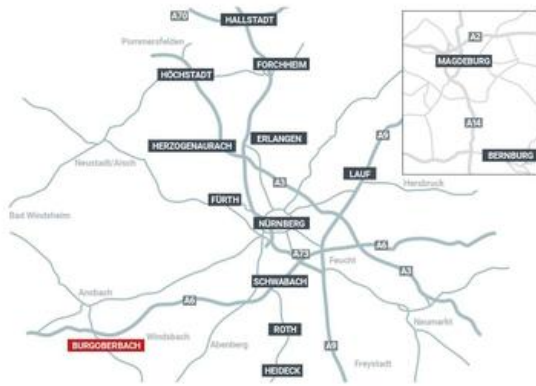 A70
HALLSTADT
Pommersfelden
FORCHHEIM
HÖCHSTADT
A2
MAGDEBURG
A14
BERNBURG
A9
ERLANGEN
HERZOGENAURACH
Neustadt/Aisch
LAUF
A3
Hersbruck
FÜRTH
Bad Windsheim
NÜRNBERG
A6
A73
Feucht
A3
SCHWABACH
Ansbach
A6
Neumarkt
ROTH
Windsbach
Abenberg
BURGOBERBACH
A9
Freystadt
HEIDECK